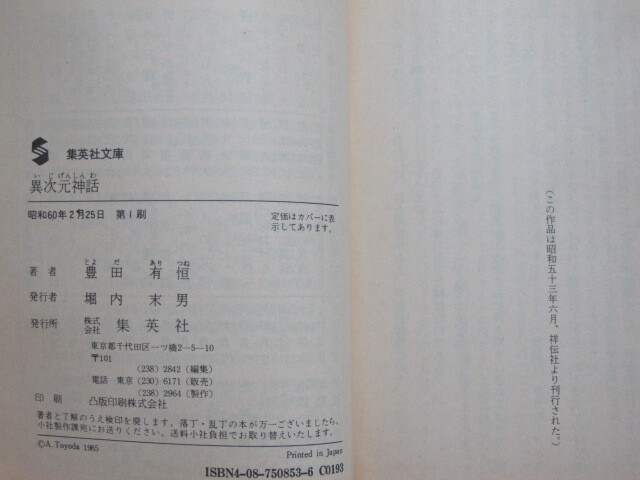 (この作品は昭和五十三年六月、祥伝社より刊行された。)
集英社文庫
いじげんしんわ
異次元神話
昭和60年2月25日 第1刷
定価はカバーに表
示してあります。
とよ だ あり つね
著者 豊田有恒
発行者 堀内末男
発行所 株式会社 集英社
東京都千代田区一ツ橋2-5-10
〒101
(238) 2842 (編集)
電話 東京 (230) 6171 (販売)
(238) 2964 (製作)
印刷 凸版印刷株式会社
著者と了解のうえ検印を廃します。落丁・乱丁の本が万一ございましたら、
小社製作課宛にお送りください。送料小社負担でお取り替えいたします。
©A. Toyoda 1965
Printed in Japan
ISBN4-08-750853-6 C0193